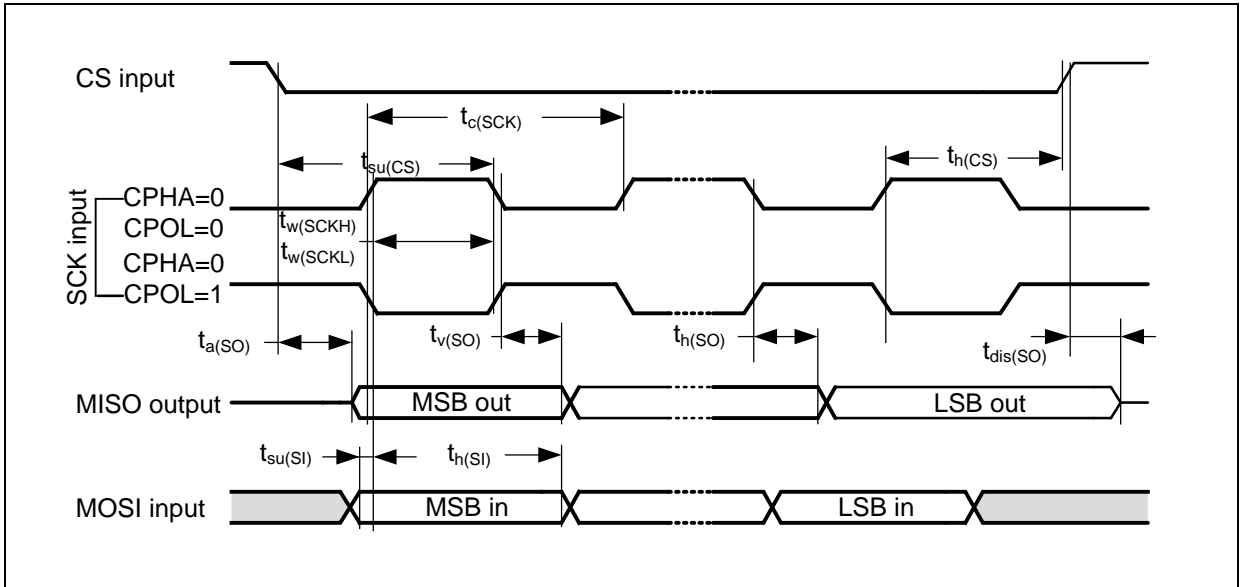 CS input
tc(SCK)
tsu(CS)
th(CS)
SCK input
CPHA=0
CPOL=0
CPHA=0
CPOL=1
tw(SCKH)
tw(SCKL)
ta(SO)
tv(SO)
th(SO)
tdis(SO)
MISO output
MSB out
LSB out
tsu(SI)
th(SI)
MOSI input
MSB in
LSB in